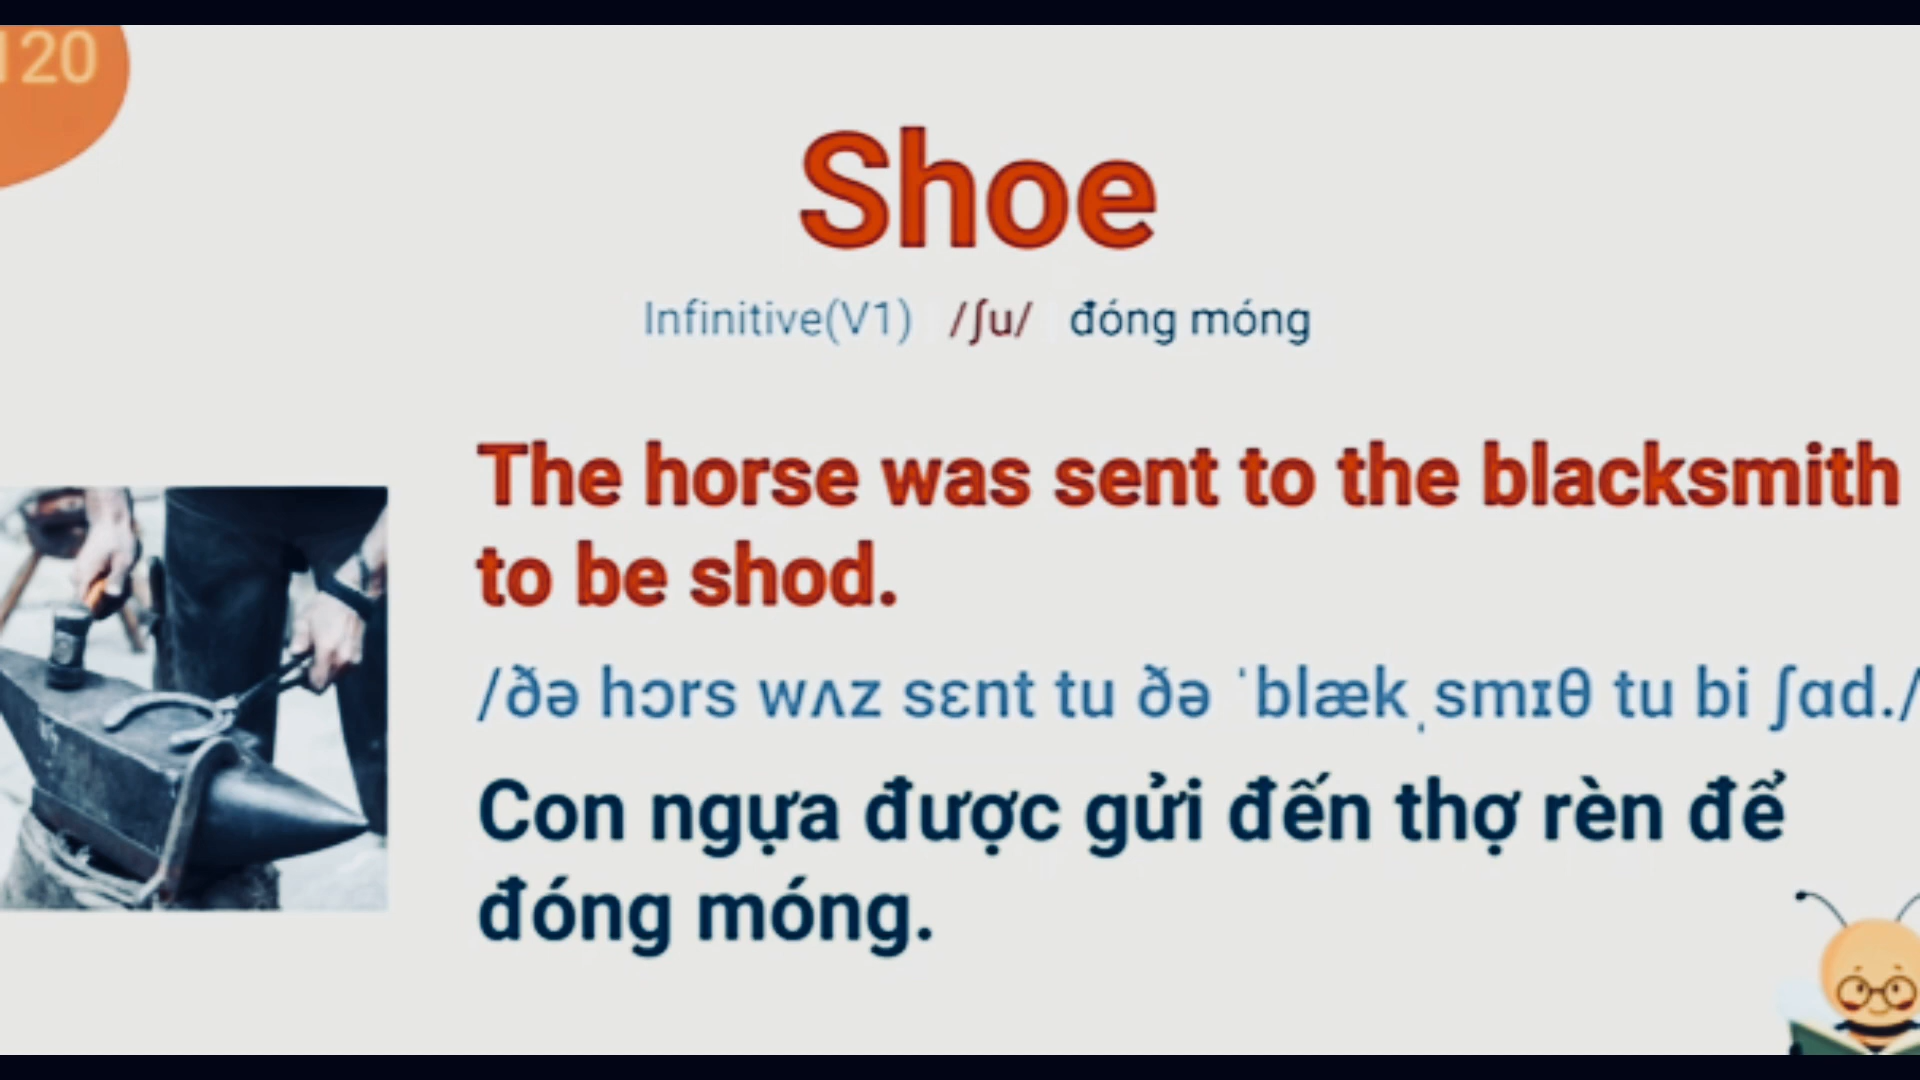 120
Shoe
Infinitive(V1) /ʃu/ đóng móng
The horse was sent to the blacksmith
to be shod.
/ðə hɔrs wʌz sɛnt tu ðə ˈblækˌsmɪθ tu bi ʃɑd./
Con ngựa được gửi đến thợ rèn để
đóng móng.